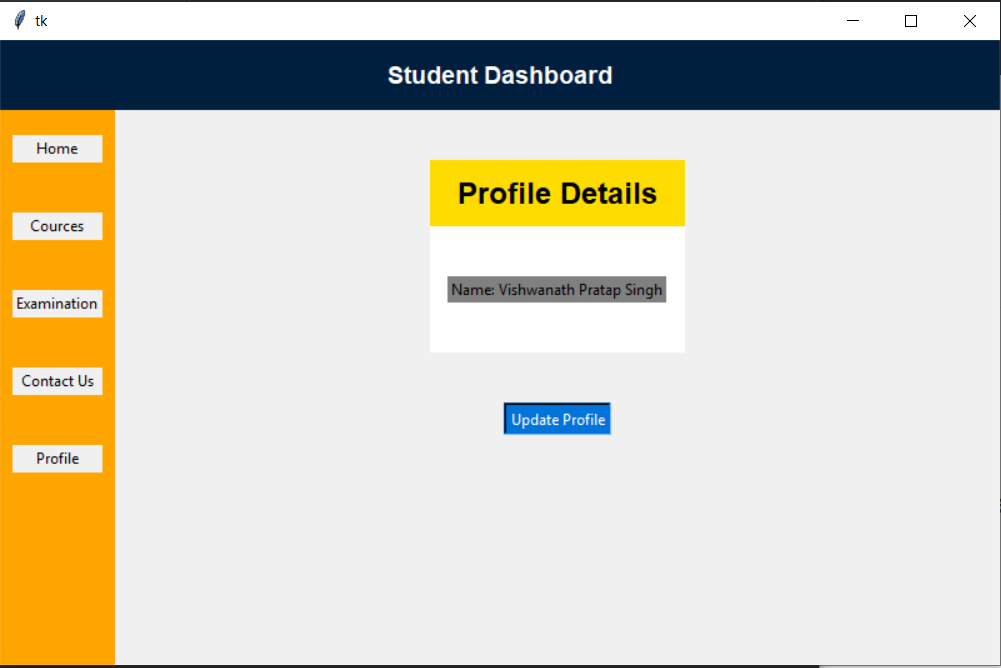 tk
Student Dashboard
Home
Cources
Examination
Contact Us
Profile
Profile Details
Name: Vishwanath Pratap Singh
Update Profile